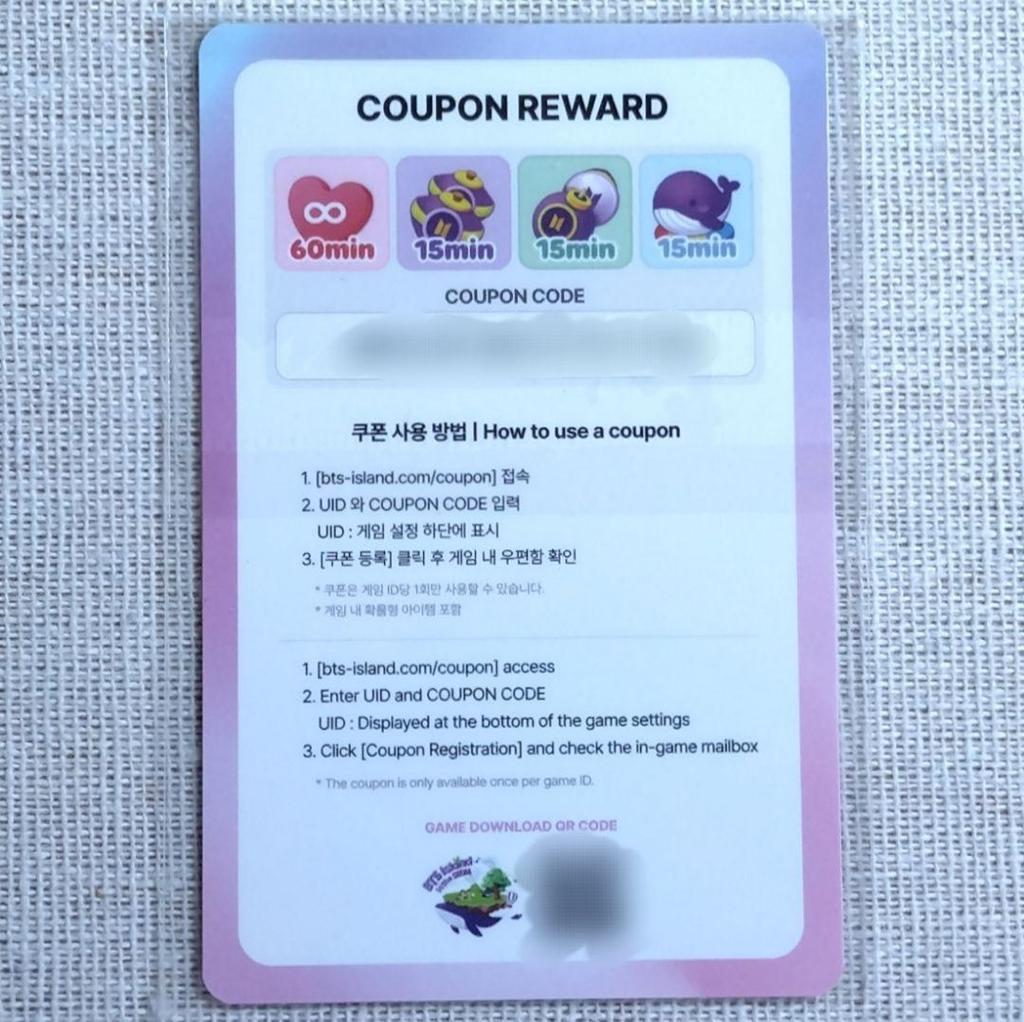 COUPON REWARD
60min
15min
15min
15min
COUPON CODE
쿠폰 사용 방법 | How to use a coupon
1. [bts-island.com/coupon] 접속
2. UID 와 COUPON CODE 입력
UID : 게임 설정 하단에 표시
3. [쿠폰 등록] 클릭 후 게임 내 우편함 확인
* 쿠폰은 게임 ID당 1회만 사용할 수 있습니다.
* 게임 내 확률형 아이템 포함
1. [bts-island.com/coupon] access
2. Enter UID and COUPON CODE
UID : Displayed at the bottom of the game settings
3. Click [Coupon Registration] and check the in-game mailbox
* The coupon is only available once per game ID.
GAME DOWNLOAD QR CODE
BTS Island